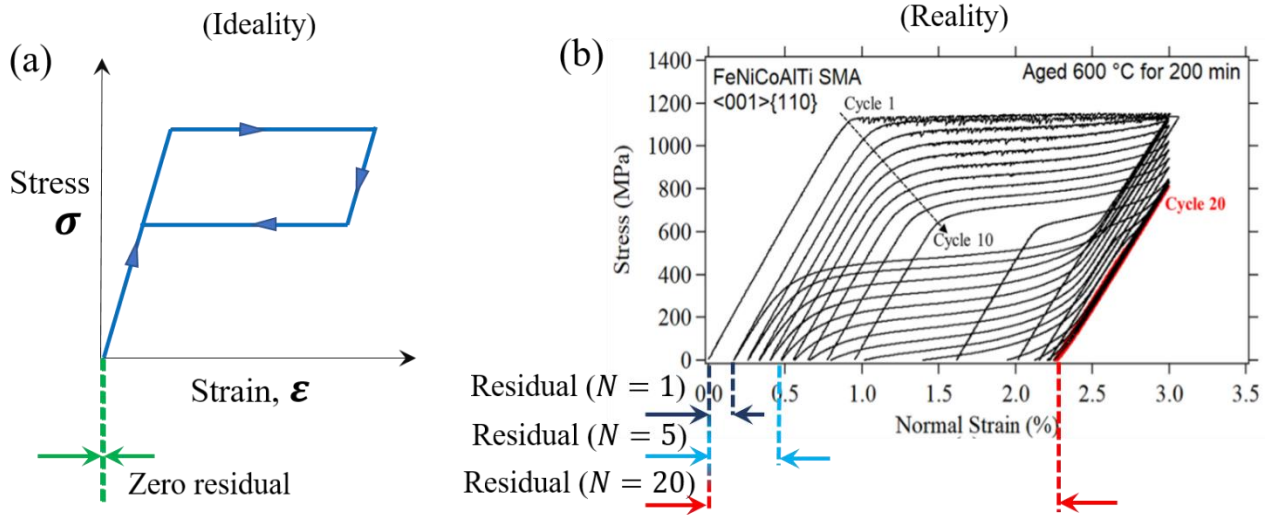 (Ideality)
(a)
Stress
σ
Strain, ε
Zero residual
(Reality)
(b)
FeNiCoAlTi SMA
<001>{110}
Aged 600 °C for 200 min
Cycle 1
Cycle 10
Cycle 20
Stress (MPa)
1400
1200
1000
800
600
400
200
0
0.0 0.5 1.0 1.5 2.0 2.5 3.0 3.5
Normal Strain (%)
Residual (N = 1)
Residual (N = 5)
Residual (N = 20)